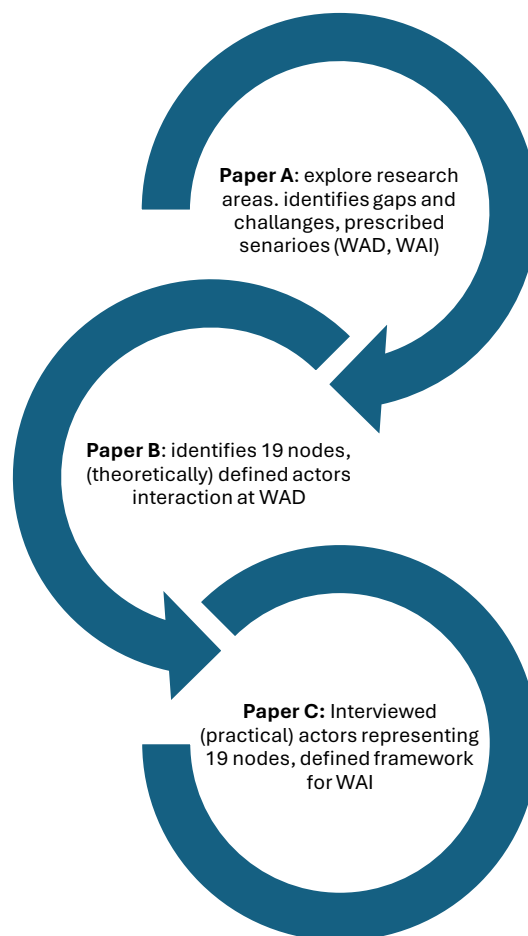 Paper A: explore research
areas. identifies gaps and
challanges, prescribed
senarioes (WAD, WAI)
Paper B: identifies 19 nodes,
(theoretically) defined actors
interaction at WAD
Paper C: Interviewed
(practical) actors representing
19 nodes, defined framework
for WAI